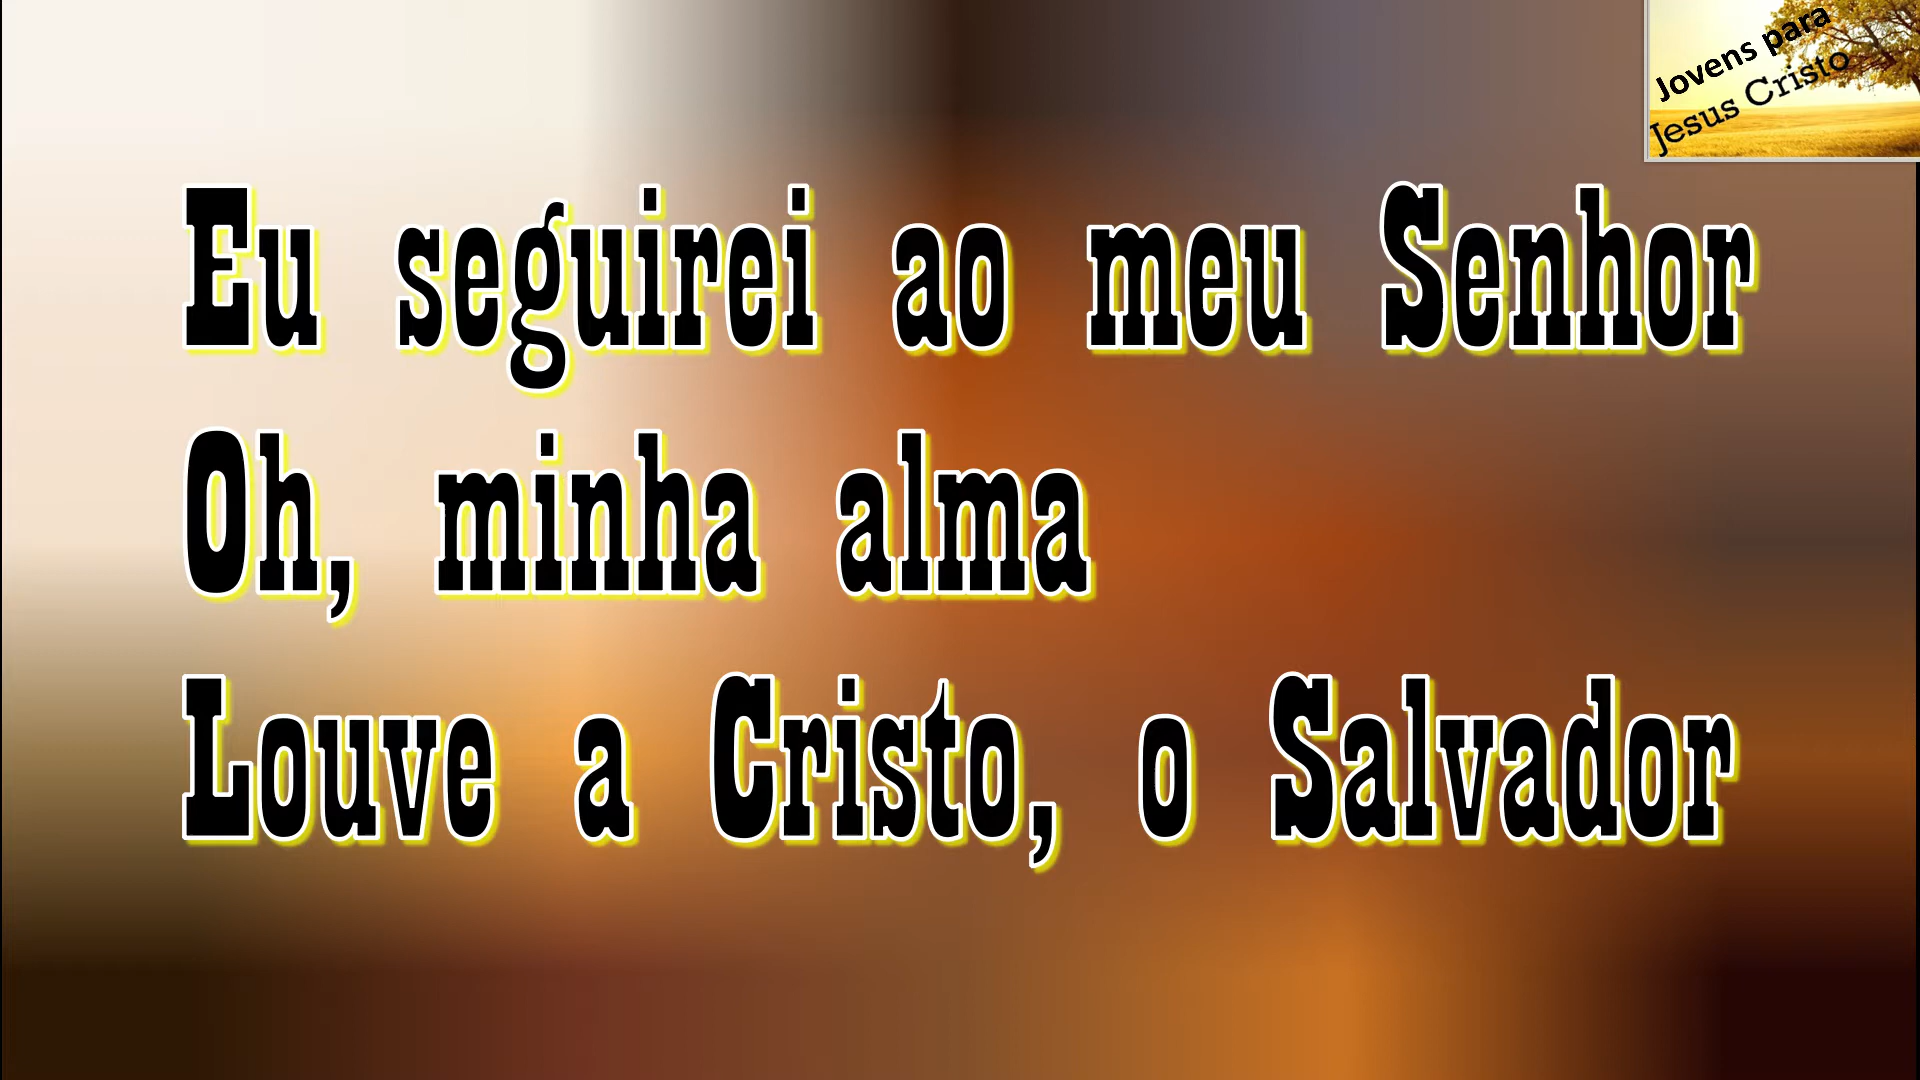 Jovens para
Jesus Cristo
Eu seguirei ao meu Senhor
Oh, minha alma
Louve a Cristo, o Salvador